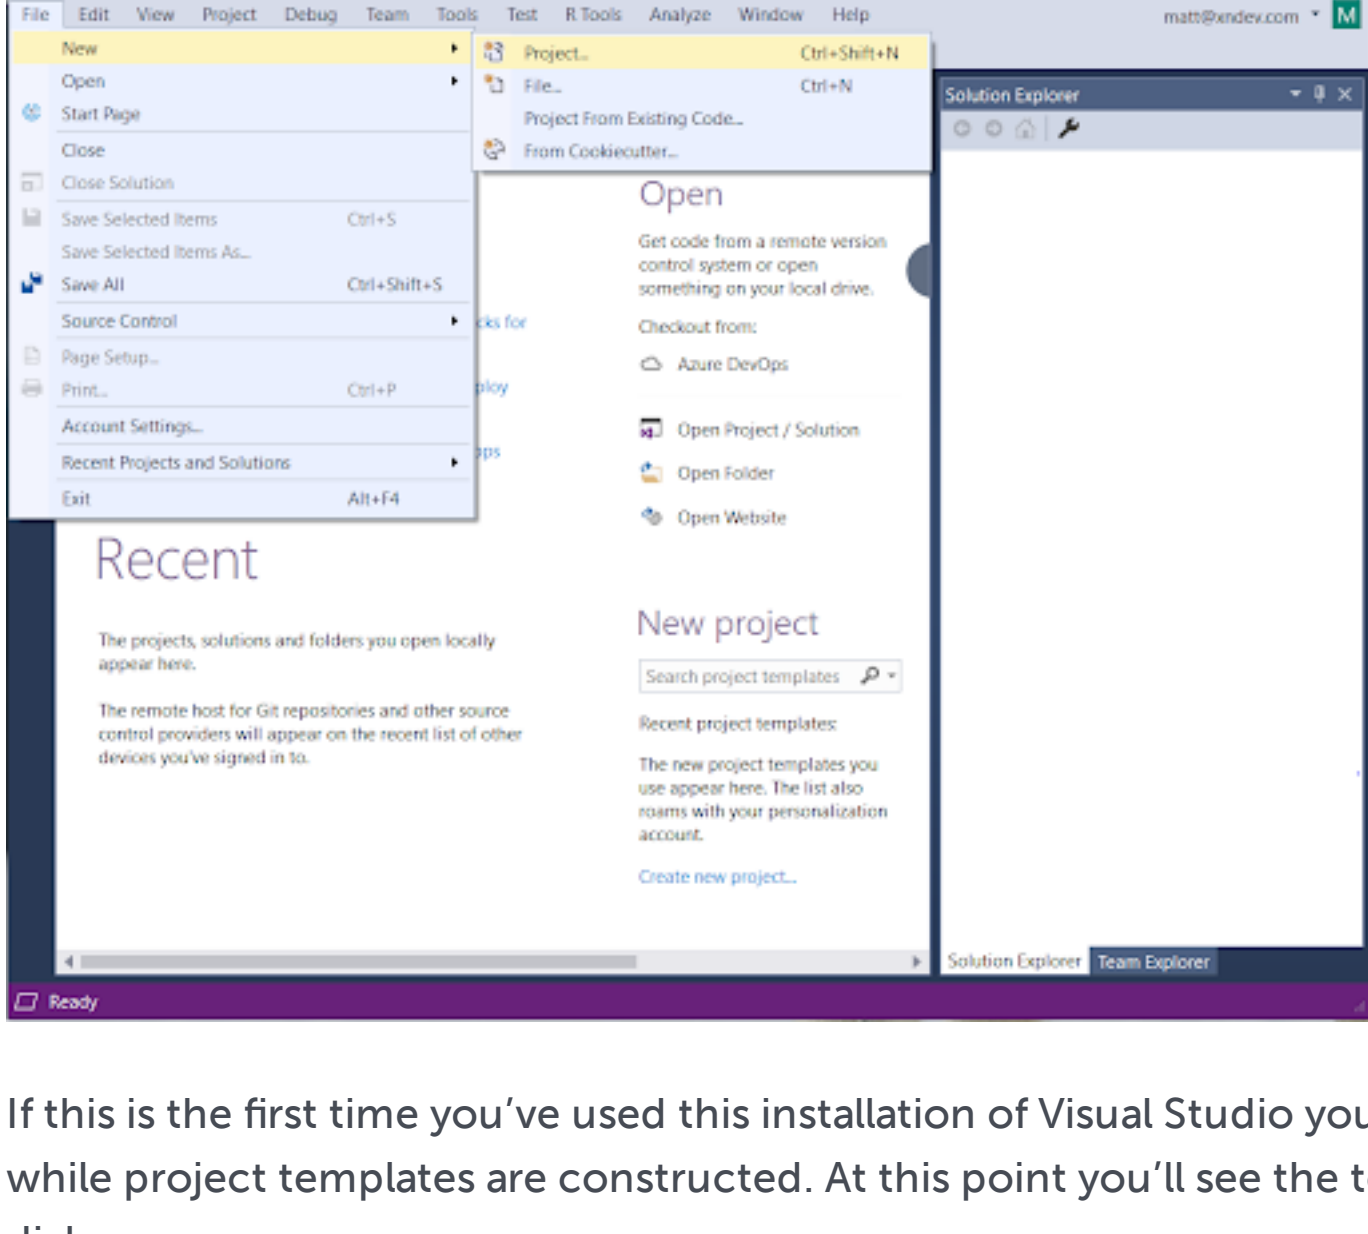 File Edit View Project Debug Team Tools Test R Tools Analyze Window Help matt@xndev.com M
New
Project... Ctrl+Shift+N
File... Ctrl+N
Project From Existing Code...
From Cookiecutter...
Open
Start Page
Close
Close Solution
Save Selected Items Ctrl+S
Save Selected Items As...
Save All Ctrl+Shift+S
Source Control
Page Setup...
Print... Ctrl+P
Account Settings...
Recent Projects and Solutions
Exit Alt+F4
cks for
ploy
ops
Recent
The projects, solutions and folders you open locally
appear here.
The remote host for Git repositories and other source
control providers will appear on the recent list of other
devices you've signed in to.
Open
Get code from a remote version
control system or open
something on your local drive.
Checkout from:
Azure DevOps
Open Project / Solution
Open Folder
Open Website
New project
Search project templates
Recent project templates:
The new project templates you
use appear here. The list also
roams with your personalization
account.
Create new project...
Solution Explorer
Solution Explorer Team Explorer
Ready
If this is the first time you've used this installation of Visual Studio you
while project templates are constructed. At this point you'll see the t